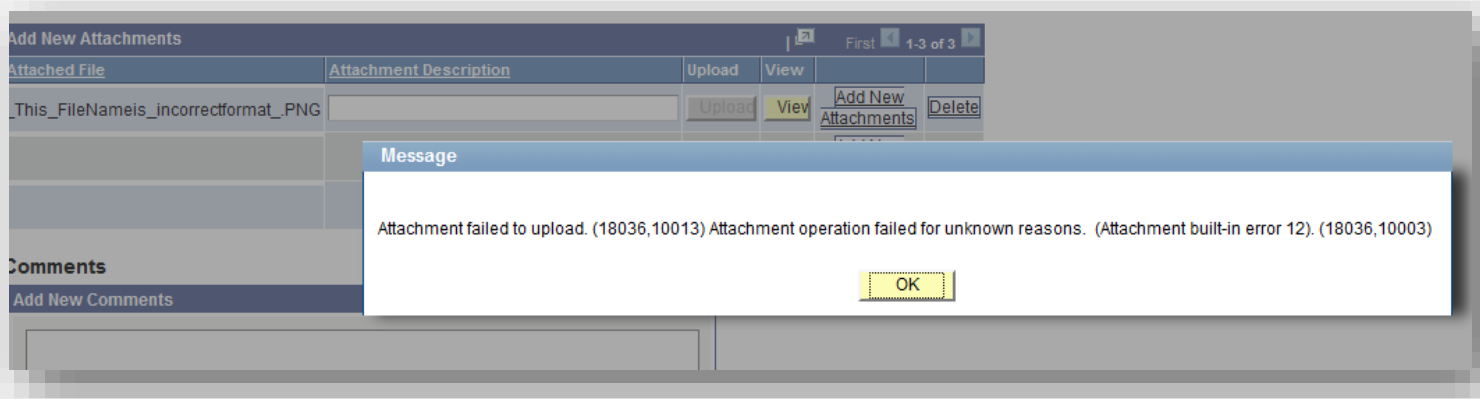 Add New Attachments First 1-3 of 3
Attached File Attachment Description Upload View
_This_FileNameis_incorrectformat_.PNG Upload View Add New Attachments Delete
Message
Attachment failed to upload. (18036,10013) Attachment operation failed for unknown reasons. (Attachment built-in error 12). (18036,10003)
OK
Comments
Add New Comments